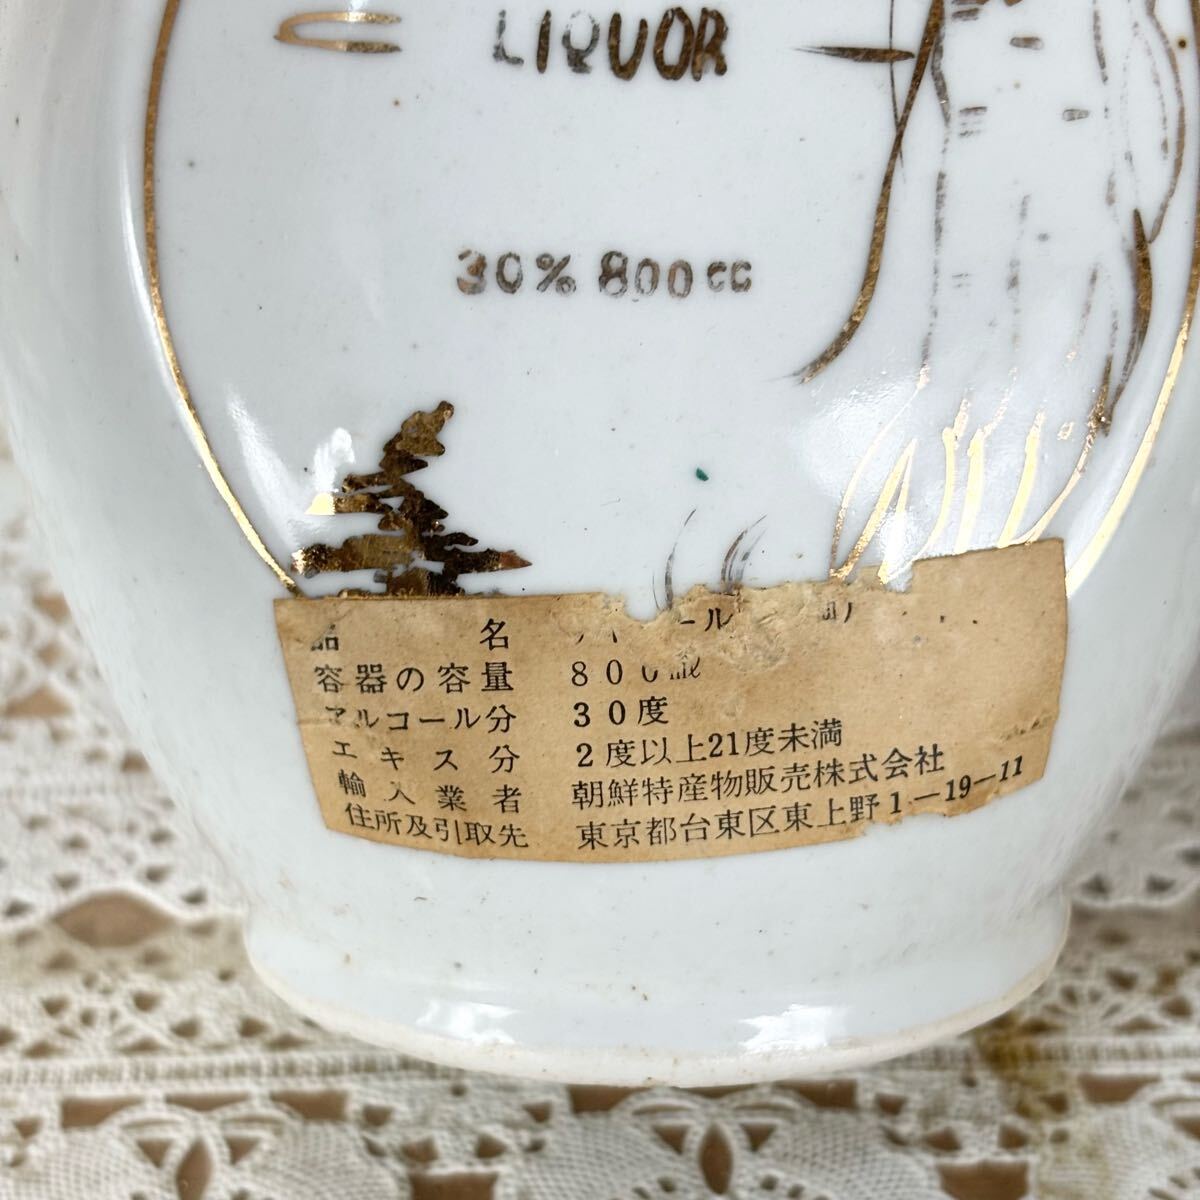 LIQUOR
30% 800cc
品名
容器の容量 800㎖
アルコール分 30度
エキス分 2度以上21度未満
輸入業者 朝鮮特産物販売株式会社
住所及引取先 東京都台東区東上野1-19-11